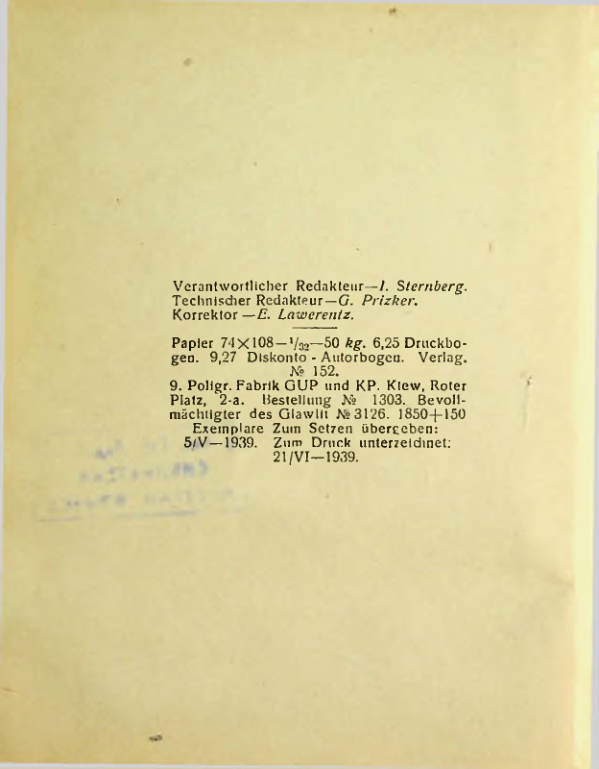 Verantwortlicher Redakteur—I. Sternberg.
Technischer Redakteur—G. Prizker.
Korrektor—E. Lawerentz.
Papier 74×108—1/32—50 kg. 6,25 Druckbo-
gen. 9,27 Diskonto-Autorbogen. Verlag.
№ 152.
9. Poligr. Fabrik GUP und KP. Kiew, Roter
Platz, 2-a. Bestellung № 1303. Bevoll-
mächtigter des Glawlit № 3126. 1850+150
Exemplare Zum Setzen übergeben:
5/V—1939. Zum Druck unterzeichnet:
21/VI—1939.